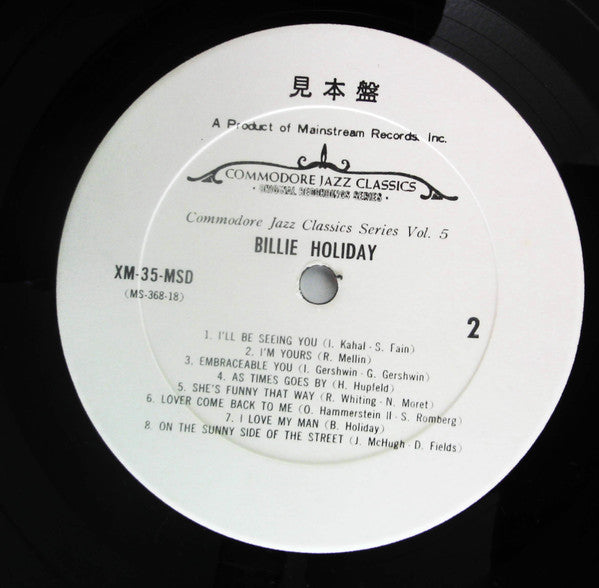 見本盤
A Product of Mainstream Records. Inc.
COMMODORE JAZZ CLASSICS
· ORIGINAL RECORDINGS SERIES ·
Commodore Jazz Classics Series Vol. 5
BILLIE HOLIDAY
XM-35-MSD
(MS-368-18)
2
1. I'LL BE SEEING YOU (I. Kahal - S. Fain)
2. I'M YOURS (R. Mellin)
3. EMBRACEABLE YOU (I. Gershwin - G. Gershwin)
4. AS TIMES GOES BY (H. Hupfeld)
5. SHE'S FUNNY THAT WAY (R. Whiting - N. Moret)
6. LOVER COME BACK TO ME (O. Hammerstein II - S. Romberg)
7. I LOVE MY MAN (B. Holiday)
8. ON THE SUNNY SIDE OF THE STREET (J. McHugh - D. Fields)